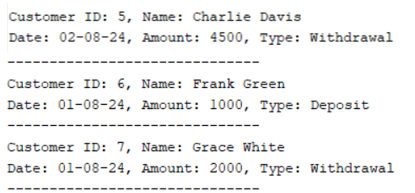 Customer ID: 5, Name: Charlie Davis
Date: 02-08-24, Amount: 4500, Type: Withdrawal
------------------------------
Customer ID: 6, Name: Frank Green
Date: 01-08-24, Amount: 1000, Type: Deposit
------------------------------
Customer ID: 7, Name: Grace White
Date: 01-08-24, Amount: 2000, Type: Withdrawal
------------------------------